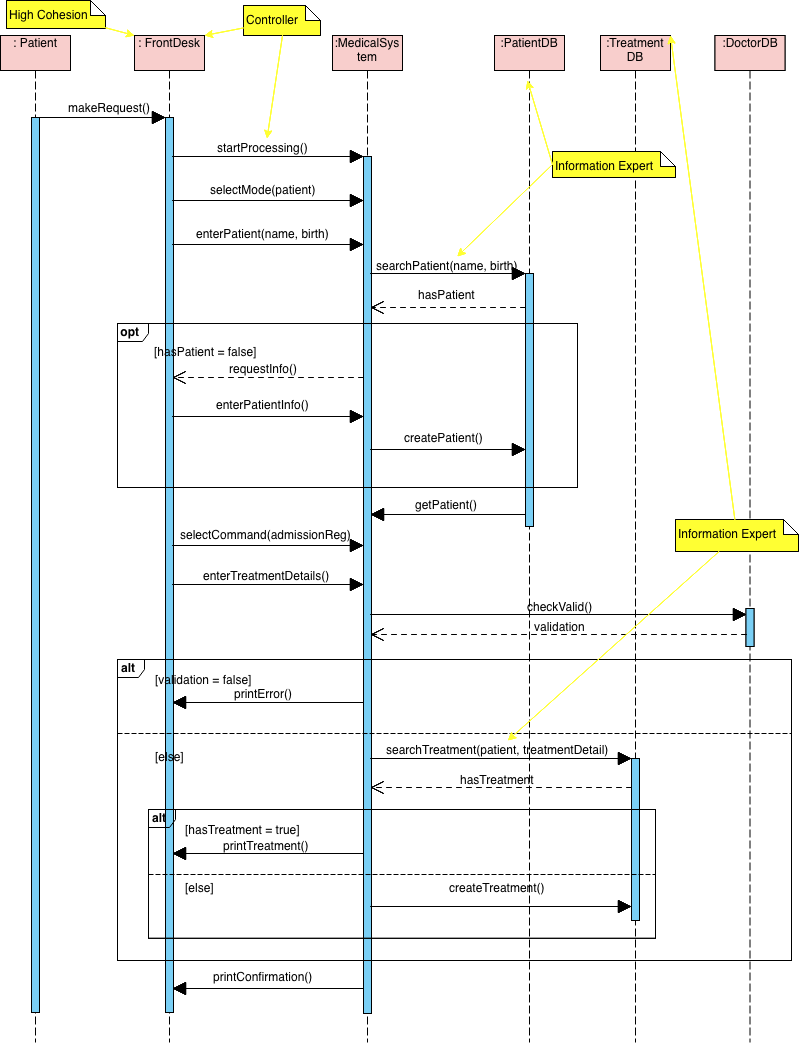 High Cohesion
Controller
: Patient
: FrontDesk
:MedicalSys
tem
:PatientDB
:Treatment
DB
:DoctorDB
makeRequest()
startProcessing()
Information Expert
selectMode(patient)
enterPatient(name, birth)
searchPatient(name, birth)
hasPatient
opt
[hasPatient = false]
requestInfo()
enterPatientInfo()
createPatient()
getPatient()
selectCommand(admissionReg)
Information Expert
enterTreatmentDetails()
checkValid()
validation
alt
[validation = false]
printError()
[else]
searchTreatment(patient, treatmentDetail)
hasTreatment
alt
[hasTreatment = true]
printTreatment()
[else]
createTreatment()
printConfirmation()